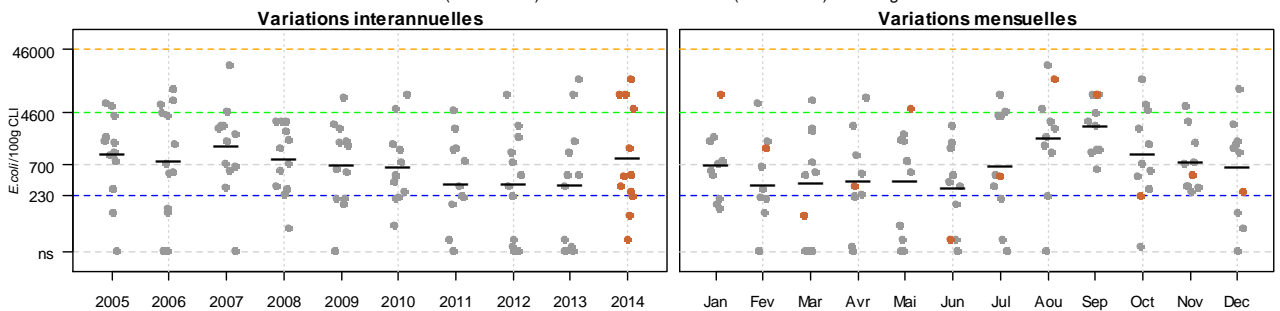 Variations interannuelles
Variations mensuelles
E.coli/100g CLI
46000
4600
700
230
ns
2005 2006 2007 2008 2009 2010 2011 2012 2013 2014
Jan Fev Mar Avr Mai Jun Jul Aou Sep Oct Nov Dec